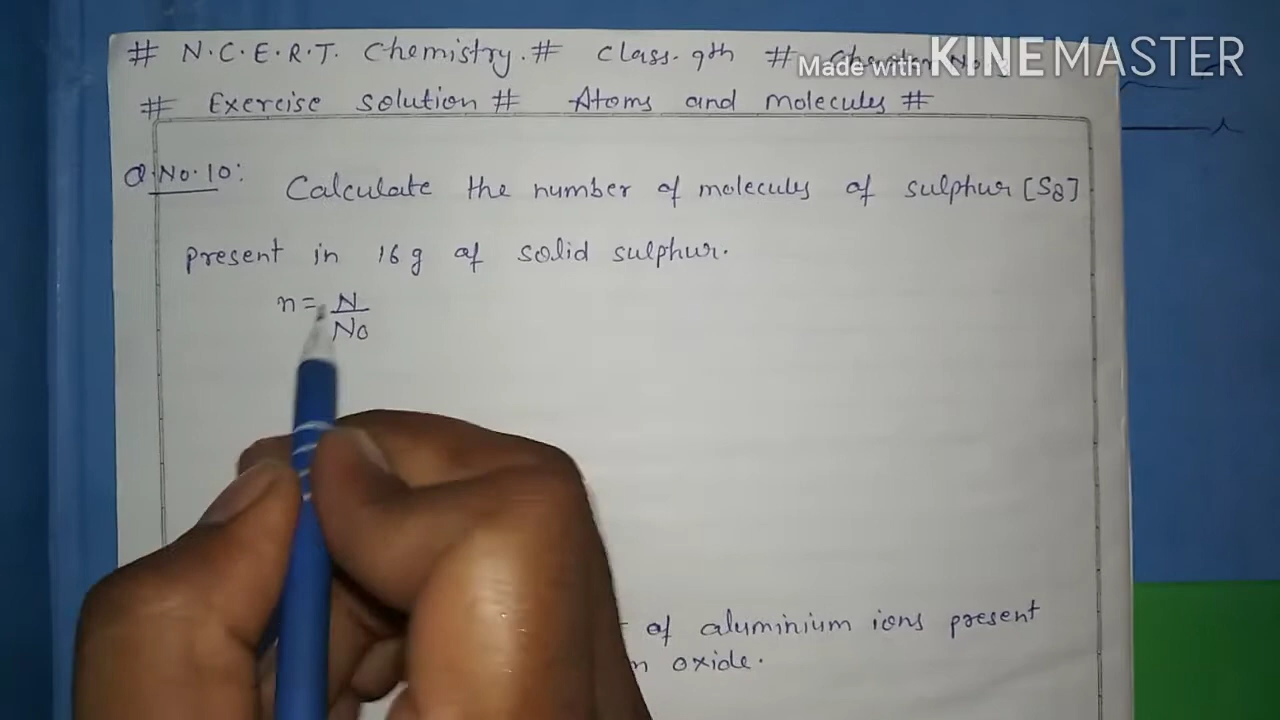 # N.C.E.R.T. Chemistry. # Class. 9th #
Made with KINEMASTER
# Exercise solution # Atoms and molecules #
Q.No.10: Calculate the number of molecules of sulphur [S8]
present in 16 g of solid sulphur.
n = N
No
of aluminium ions present
oxide.